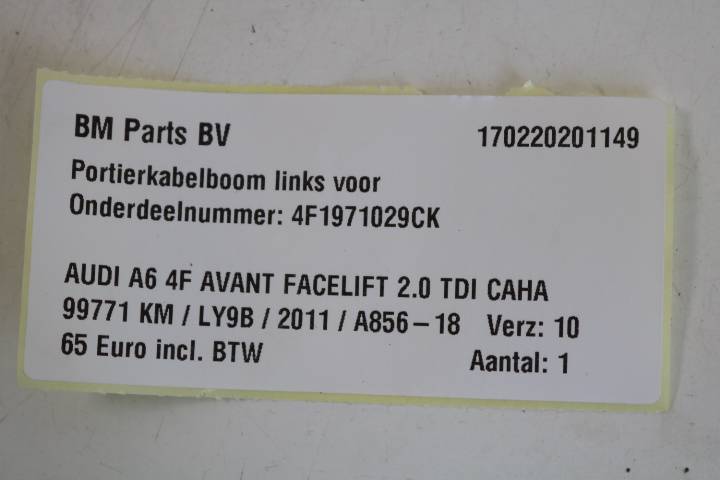 BM Parts BV 170220201149
Portierkabelboom links voor
Onderdeelnummer: 4F1971029CK
AUDI A6 4F AVANT FACELIFT 2.0 TDI CAHA
99771 KM / LY9B / 2011 / A856-18 Verz: 10
65 Euro incl. BTW Aantal: 1